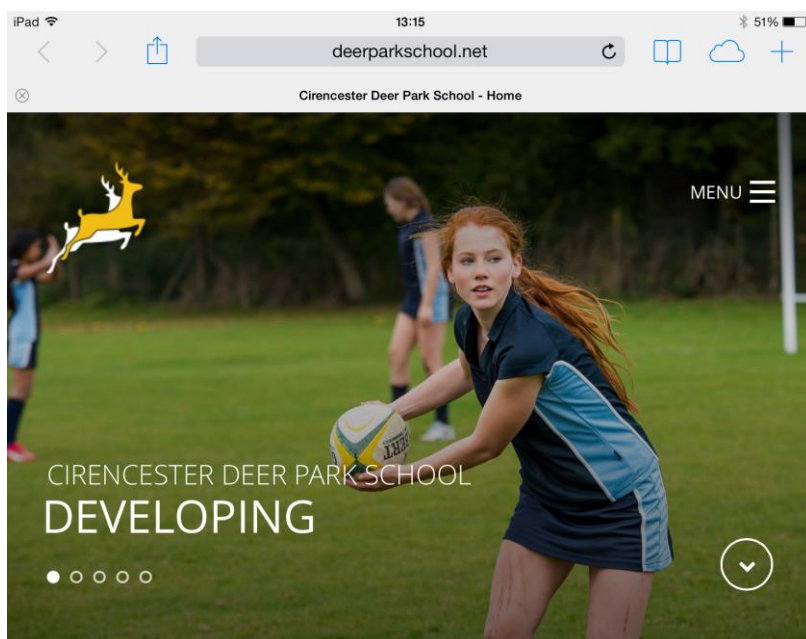 iPad 13:15 51%
deerparkschool.net
Cirencester Deer Park School - Home
MENU
CIRENCESTER DEER PARK SCHOOL
DEVELOPING